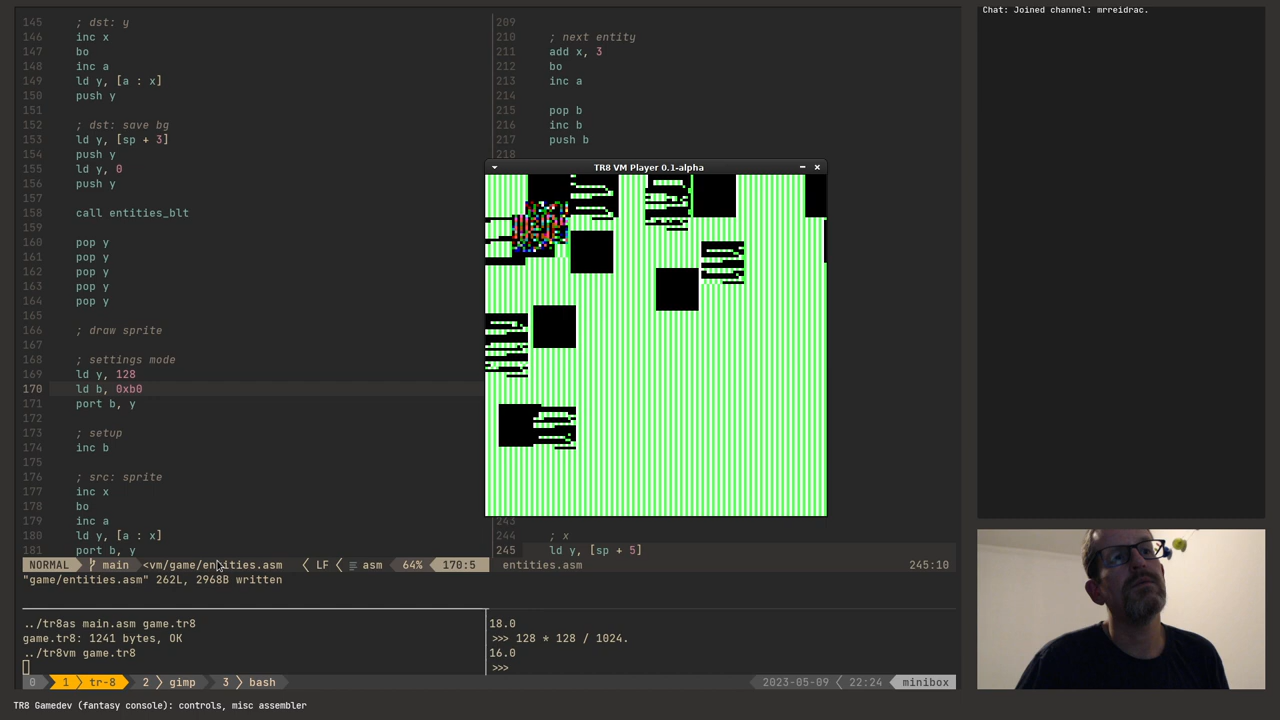 Chat: Joined channel: mrreidrac.
145 ; dst: y
146 inc x
147 bo
148 inc a
149 ld y, [a : x]
150 push y
151
152 ; dst: save bg
153 ld y, [sp + 3]
154 push y
155 ld y, 0
156 push y
157
158 call entities_blt
159
160 pop y
161 pop y
162 pop y
163 pop y
164 pop y
165
166 ; draw sprite
167
168 ; settings mode
169 ld y, 128
170 ld b, 0xb0
171 port b, y
172
173 ; setup
174 inc b
175
176 ; src: sprite
177 inc x
178 bo
179 inc a
180 ld y, [a : x]
181 port b, y
209
210 ; next entity
211 add x, 3
212 bo
213 inc a
214
215 pop b
216 inc b
217 push b
218
TR8 VM Player 0.1-alpha
243
244 ; x
245 ld y, [sp + 5]
NORMAL main <vm/game/entities.asm LF asm 64% 170:5
entities.asm 245:10
"game/entities.asm" 262L, 2968B written
../tr8as main.asm game.tr8
game.tr8: 1241 bytes, OK
../tr8vm game.tr8
18.0
>>> 128 * 128 / 1024.
16.0
>>>
0 1 tr-8 2 gimp 3 bash 2023-05-09 22:24 minibox
TR8 Gamedev (fantasy console): controls, misc assembler